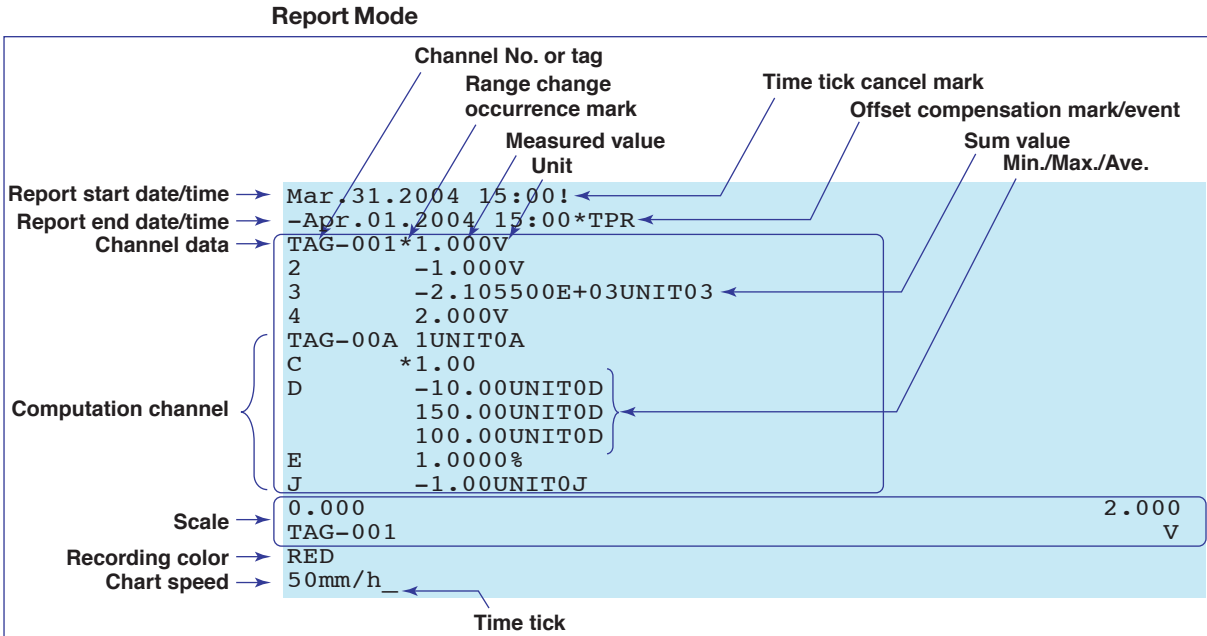 Report Mode
Channel No. or tag
Range change
occurrence mark
Measured value
Unit
Time tick cancel mark
Offset compensation mark/event
Sum value
Min./Max./Ave.
Report start date/time
Mar.31.2004 15:00!
Report end date/time
-Apr.01.2004 15:00*TPR
Channel data
TAG-001*1.000V
2 -1.000V
3 -2.105500E+03UNIT03
4 2.000V
Computation channel
TAG-00A 1UNIT0A
C *1.00
D -10.00UNIT0D
150.00UNIT0D
100.00UNIT0D
E 1.0000%
J -1.00UNIT0J
Scale
0.000 2.000
TAG-001 V
Recording color
RED
Chart speed
50mm/h_
Time tick